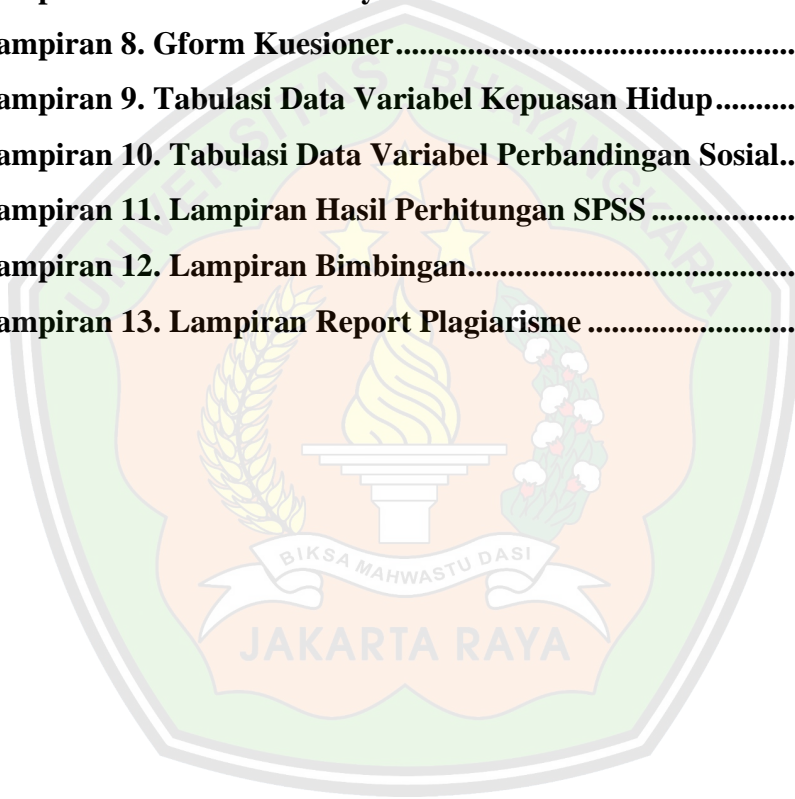 ampiran 8. Gform Kuesioner......................................................
ampiran 9. Tabulasi Data Variabel Kepuasan Hidup..........
ampiran 10. Tabulasi Data Variabel Perbandingan Sosial..
ampiran 11. Lampiran Hasil Perhitungan SPSS ..................
ampiran 12. Lampiran Bimbingan.........................................
ampiran 13. Lampiran Report Plagiarisme ..........................
UNIVERSITAS BHAYANGKARA
BIKSA MAHWASTU DASI
JAKARTA RAYA